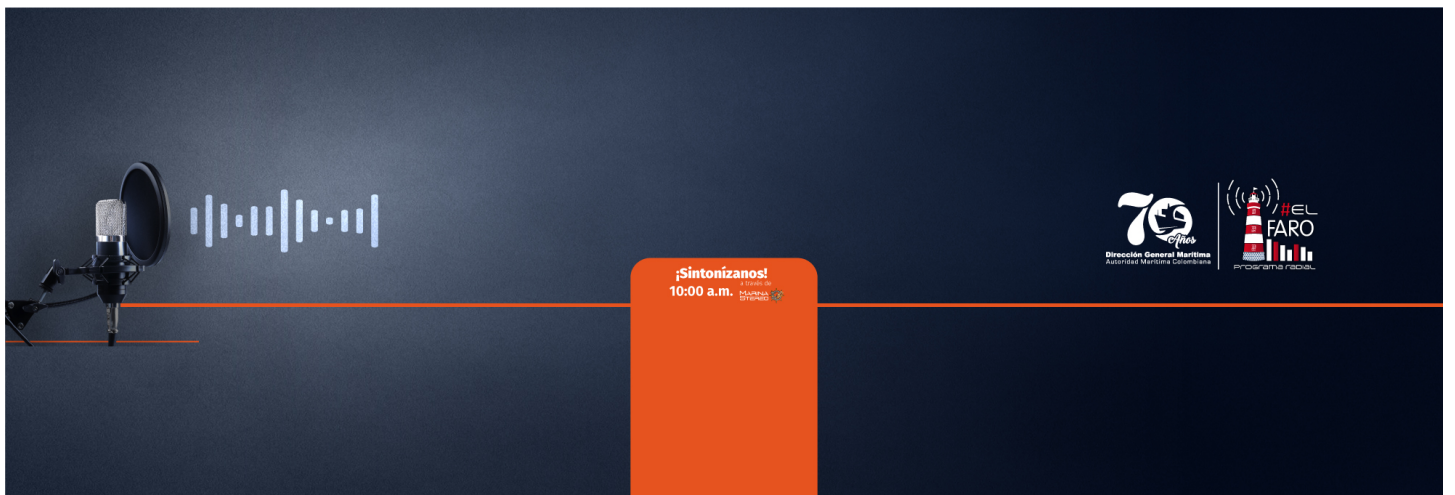 ¡Sintonízanos!
a través de
10:00 a.m. MARINA STEREO
70 Años
Dirección General Marítima
Autoridad Marítima Colombiana
#EL
FARO
Programa radial